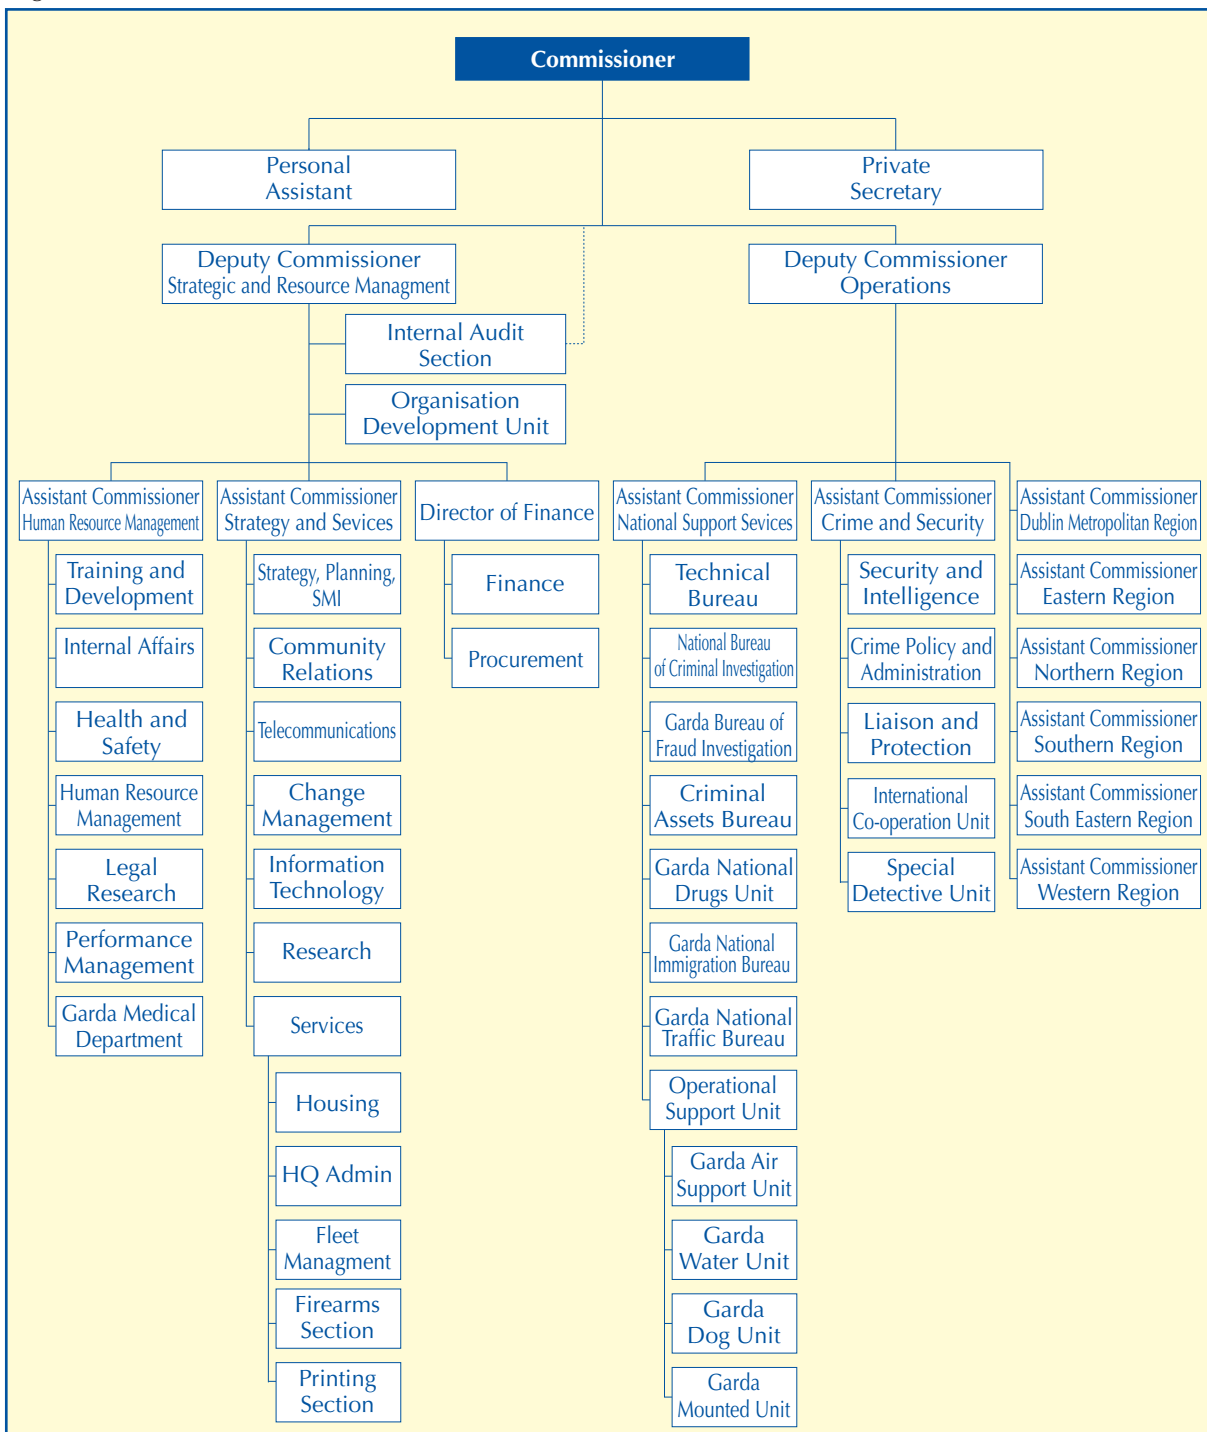 Commissioner
Personal
Assistant
Private
Secretary
Deputy Commissioner
Strategic and Resource Managment
Deputy Commissioner
Operations
Internal Audit
Section
Organisation
Development Unit
Assistant Commissioner
Human Resource Management
Assistant Commissioner
Strategy and Sevices
Director of Finance
Assistant Commissioner
National Support Sevices
Assistant Commissioner
Crime and Security
Assistant Commissioner
Dublin Metropolitan Region
Training and
Development
Internal Affairs
Health and
Safety
Human Resource
Management
Legal
Research
Performance
Management
Garda Medical
Department
Strategy, Planning,
SMI
Community
Relations
Telecommunications
Change
Management
Information
Technology
Research
Services
Housing
HQ Admin
Fleet
Managment
Firearms
Section
Printing
Section
Finance
Procurement
Technical
Bureau
National Bureau
of Criminal Investigation
Garda Bureau of
Fraud Investigation
Criminal
Assets Bureau
Garda National
Drugs Unit
Garda National
Immigration Bureau
Garda National
Traffic Bureau
Operational
Support Unit
Garda Air
Support Unit
Garda
Water Unit
Garda
Dog Unit
Garda
Mounted Unit
Security and
Intelligence
Crime Policy and
Administration
Liaison and
Protection
International
Co-operation Unit
Special
Detective Unit
Assistant Commissioner
Eastern Region
Assistant Commissioner
Northern Region
Assistant Commissioner
Southern Region
Assistant Commissioner
South Eastern Region
Assistant Commissioner
Western Region